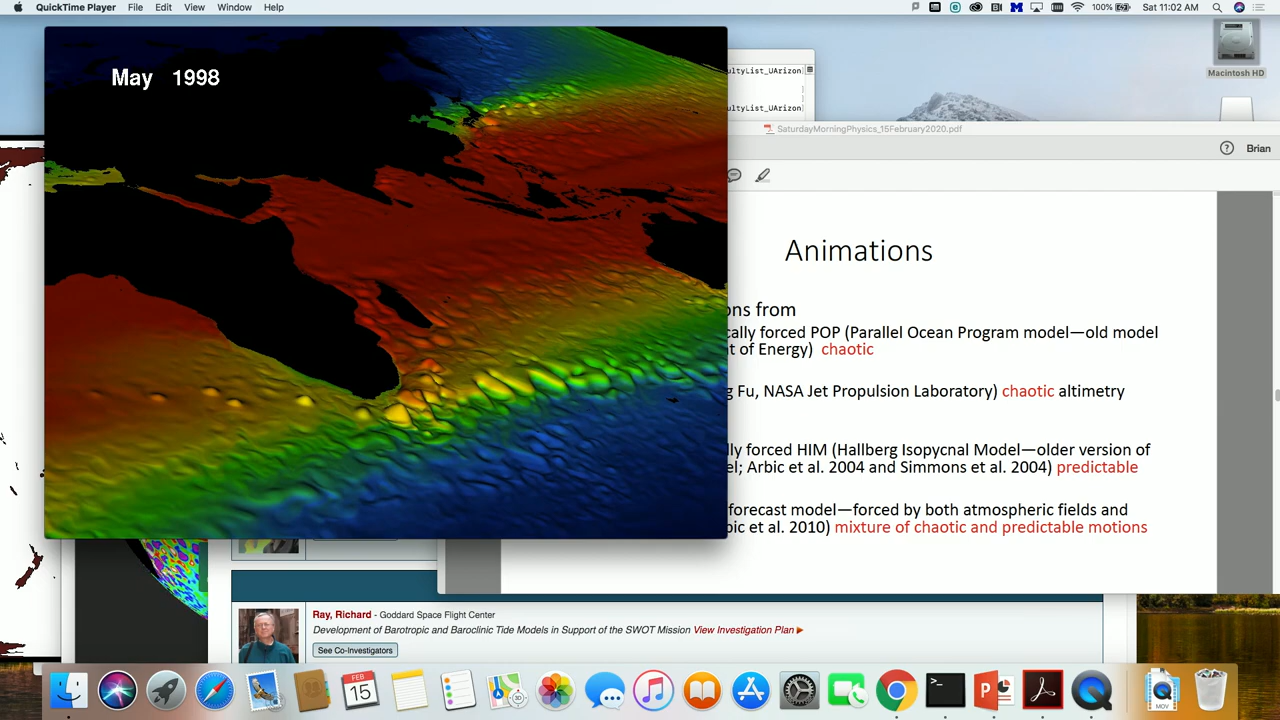 QuickTime Player File Edit View Window Help
100%
Sat 11:02 AM
May 1998
ultyList_UArizon
ultyList_UArizon
Macintosh HD
SaturdayMorningPhysics_15February2020.pdf
Brian
Animations
ons from
cally forced POP (Parallel Ocean Program model—old model
t of Energy) chaotic
g Fu, NASA Jet Propulsion Laboratory) chaotic altimetry
lly forced HIM (Hallberg Isopycnal Model—older version of
el; Arbic et al. 2004 and Simmons et al. 2004) predictable
forecast model—forced by both atmospheric fields and
bic et al. 2010) mixture of chaotic and predictable motions
Ray, Richard - Goddard Space Flight Center
Development of Barotropic and Baroclinic Tide Models in Support of the SWOT Mission View Investigation Plan
See Co-Investigators
FEB
15
MOV